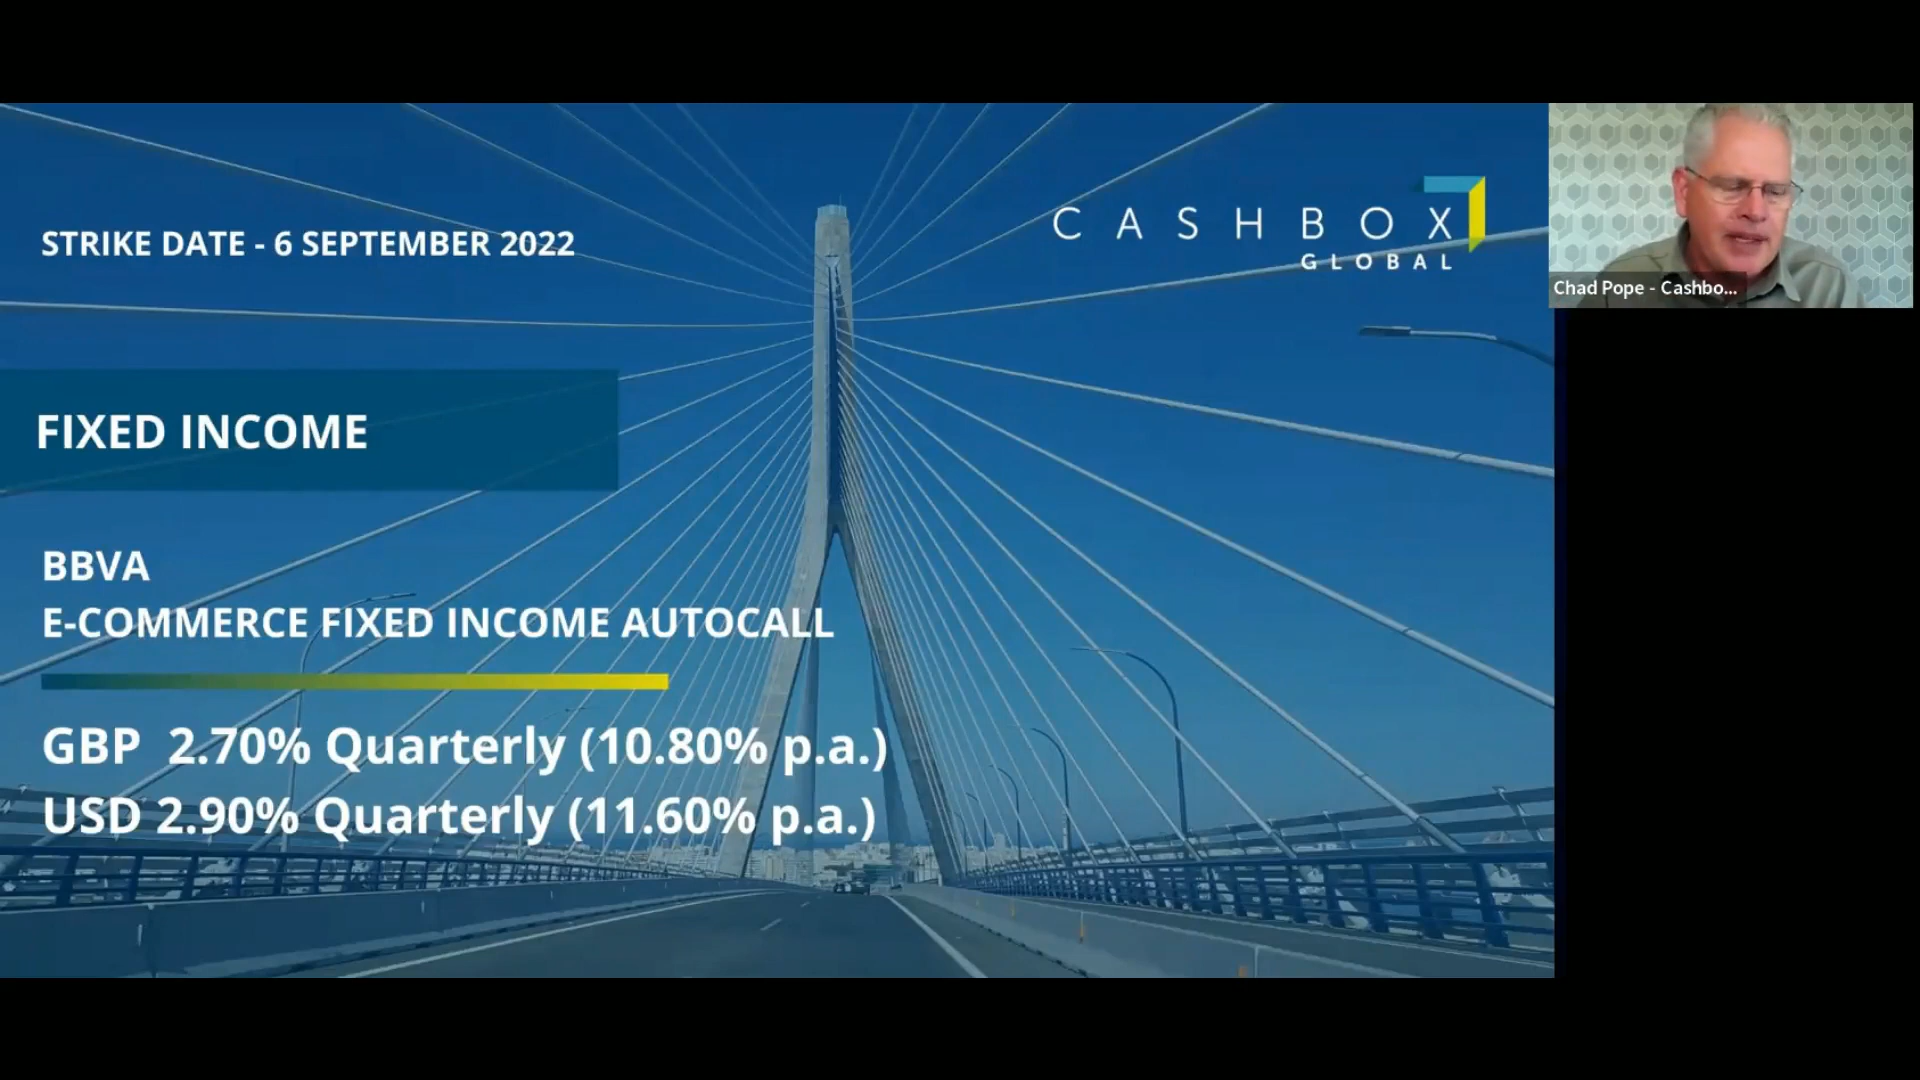 STRIKE DATE - 6 SEPTEMBER 2022
CASHBOX
GLOBAL
Chad Pope - Cashbo...
FIXED INCOME
BBVA
E-COMMERCE FIXED INCOME AUTOCALL
GBP 2.70% Quarterly (10.80% p.a.)
USD 2.90% Quarterly (11.60% p.a.)